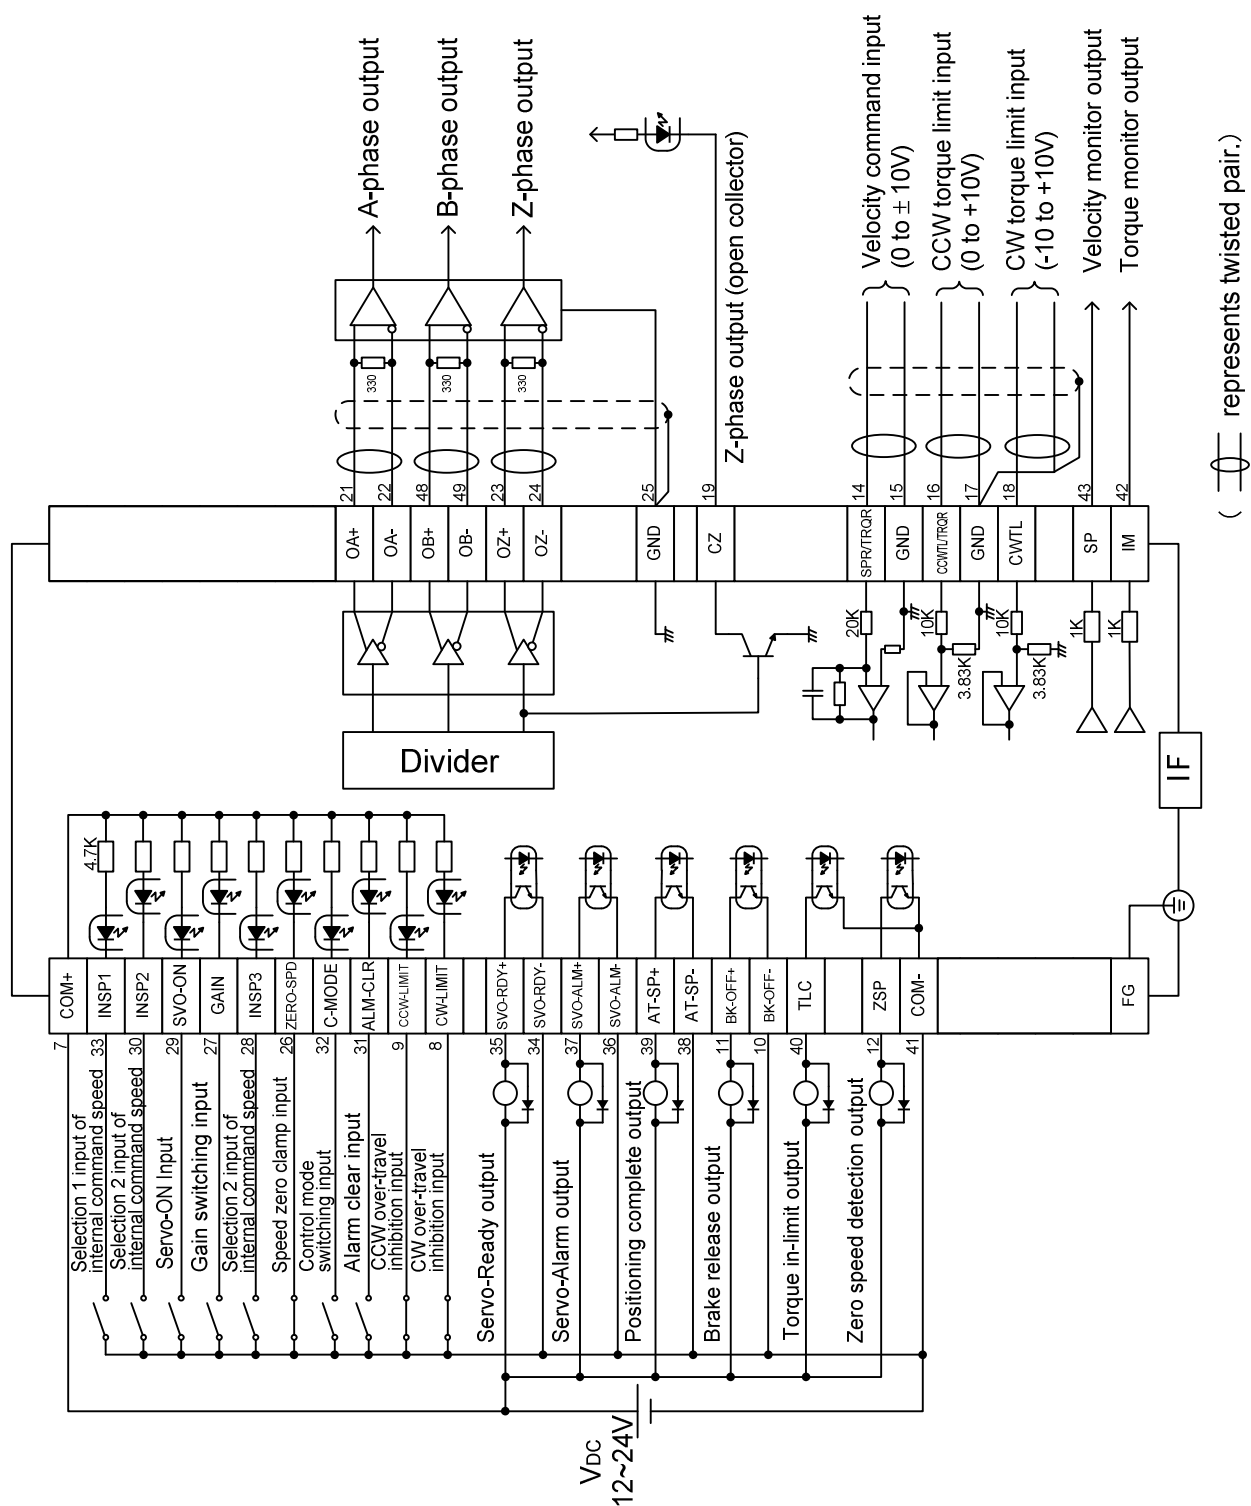 Selection 1 input of
internal command speed
33
INSP1
4.7K
Selection 2 input of
internal command speed
30
INSP2
Servo-ON Input
29
SVO-ON
Gain switching input
27
GAIN
Selection 2 input of
internal command speed
28
INSP3
Speed zero clamp input
26
ZERO-SPD
Control mode
switching input
32
C-MODE
Alarm clear input
31
ALM-CLR
CCW over-travel
inhibition input
9
CCW-LIMIT
CW over-travel
inhibition input
8
CW-LIMIT
7
COM+
Servo-Ready output
35
SVO-RDY+
34
SVO-RDY-
Servo-Alarm output
37
SVO-ALM+
36
SVO-ALM-
Positioning complete output
39
AT-SP+
38
AT-SP-
Brake release output
11
BK-OFF+
10
BK-OFF-
Torque in-limit output
40
TLC
Zero speed detection output
12
ZSP
41
COM-
FG
VDC
12~24V
Divider
OA+
21
OA-
22
OB+
48
OB-
49
OZ+
23
OZ-
24
330
330
330
A-phase output
B-phase output
Z-phase output
GND
25
CZ
19
Z-phase output (open collector)
20K
SPR/TRQR
14
GND
15
Velocity command input
(0 to ± 10V)
10K
3.83K
CCWTL/TRQR
16
GND
17
CCW torque limit input
(0 to +10V)
10K
3.83K
CWTL
18
CW torque limit input
(-10 to +10V)
1K
SP
43
Velocity monitor output
1K
IM
42
Torque monitor output
IF
( represents twisted pair.)